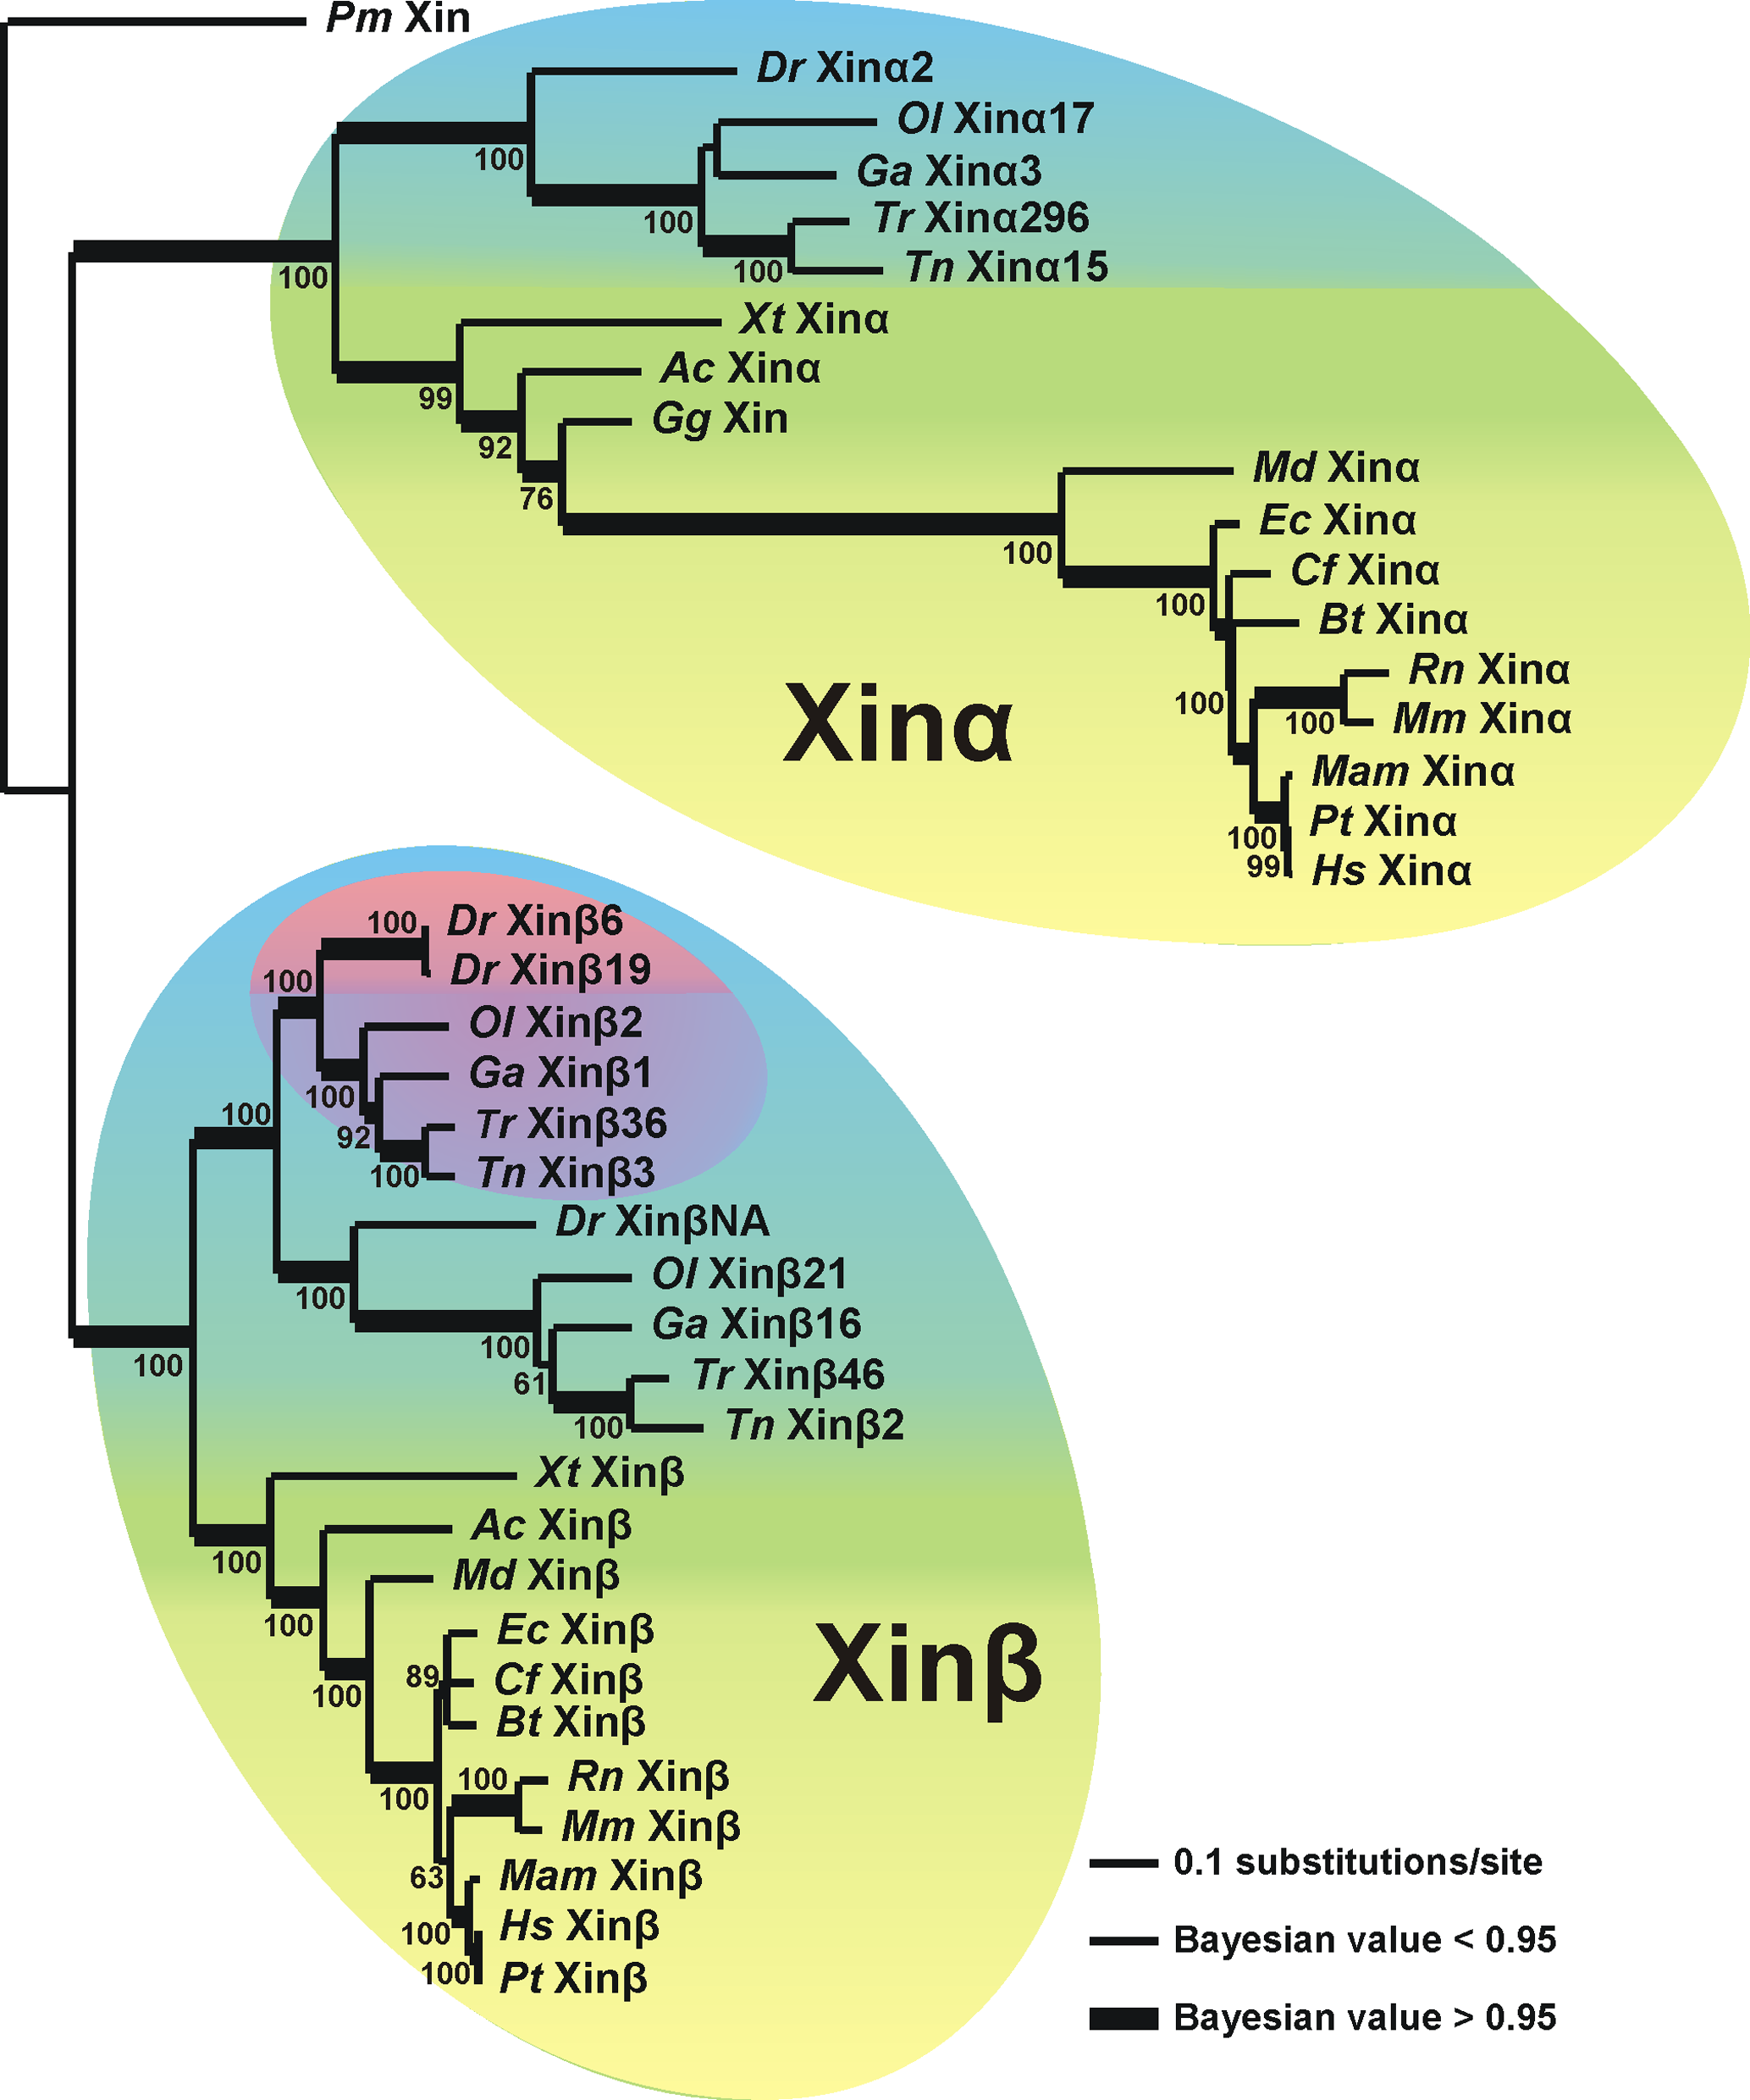 Pm Xin
Dr Xinα2
Ol Xinα17
100
Ga Xinα3
Tr Xinα296
100
Tn Xinα15
100
100
Xt Xinα
Ac Xinα
99
Gg Xin
92
Md Xinα
76
Ec Xinα
100
Cf Xinα
100
Bt Xinα
Rn Xinα
100
Mm Xinα
100
Mam Xinα
Pt Xinα
100
Hs Xinα
99
Xinα
Dr Xinβ6
100
Dr Xinβ19
100
Ol Xinβ2
Ga Xinβ1
100
100
Tr Xinβ36
92
Tn Xinβ3
100
Dr XinβNA
Ol Xinβ21
100
Ga Xinβ16
100
100
Tr Xinβ46
61
Tn Xinβ2
100
Xt Xinβ
Ac Xinβ
100
Md Xinβ
100
Ec Xinβ
89
Cf Xinβ
100
Bt Xinβ
Xinβ
Rn Xinβ
100
100
Mm Xinβ
63
Mam Xinβ
Hs Xinβ
100
Pt Xinβ
100
0.1 substitutions/site
Bayesian value < 0.95
Bayesian value > 0.95